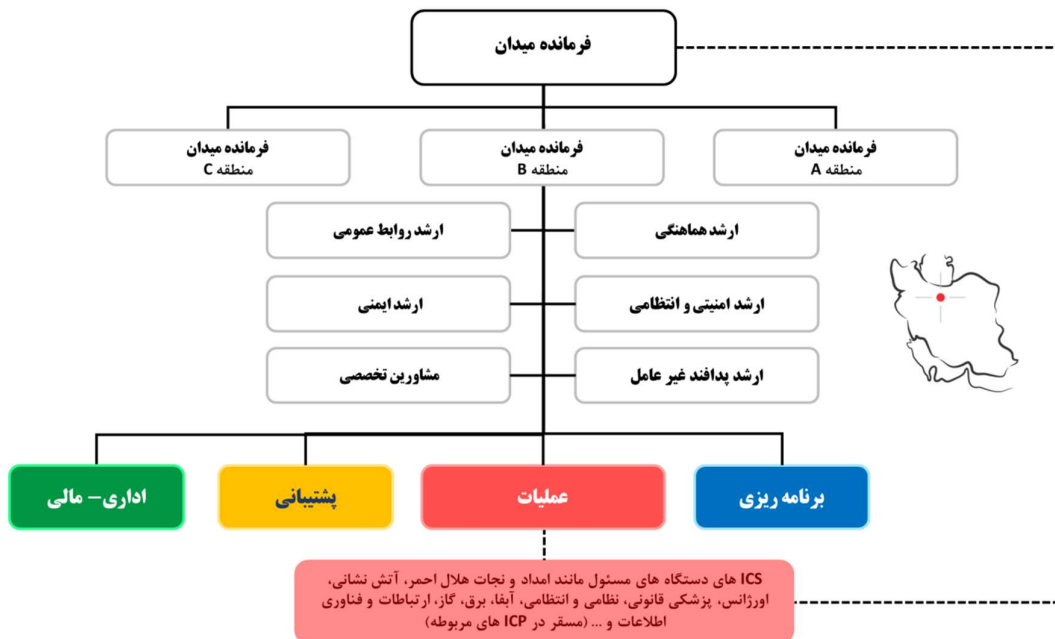 فرمانده میدان
فرمانده میدان
منطقه A
فرمانده میدان
منطقه B
فرمانده میدان
منطقه C
ارشد هماهنگی
ارشد روابط عمومی
ارشد امنیتی و انتظامی
ارشد ایمنی
ارشد پدافند غیر عامل
مشاورین تخصصی
برنامه ریزی
عملیات
پشتیبانی
اداری- مالی
ICS های دستگاه های مسئول مانند امداد و نجات هلال احمر، آتش نشانی،
اورژانس، پزشکی قانونی، نظامی و انتظامی، آبفا، برق، گاز، ارتباطات و فناوری
اطلاعات و ... (مسقر در ICP های مربوطه)